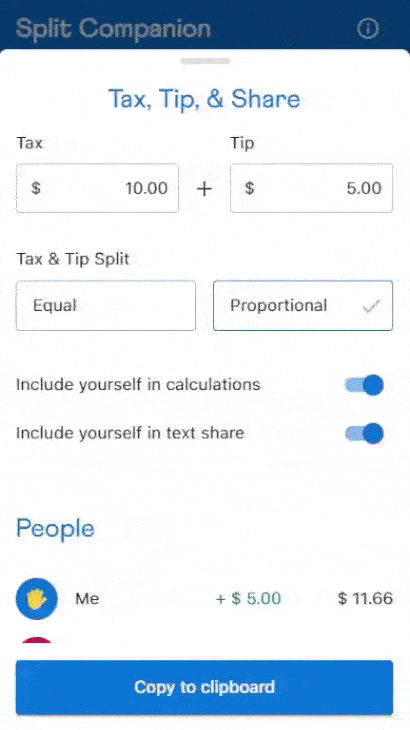 Split Companion
Tax, Tip, & Share
Tax Tip
$ 10.00 + $ 5.00
Tax & Tip Split
Equal Proportional
Include yourself in calculations
Include yourself in text share
People
Me + $ 5.00 $ 11.66
Copy to clipboard